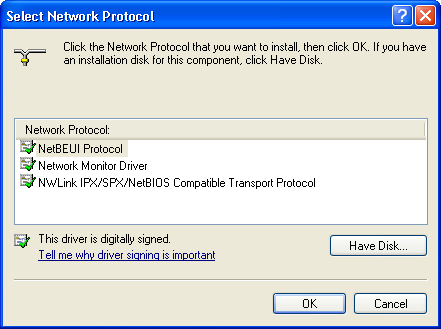 Select Network Protocol
Click the Network Protocol that you want to install, then click OK. If you have
an installation disk for this component, click Have Disk.
Network Protocol:
NetBEUI Protocol
Network Monitor Driver
NWLink IPX/SPX/NetBIOS Compatible Transport Protocol
This driver is digitally signed.
Tell me why driver signing is important
Have Disk...
OK
Cancel